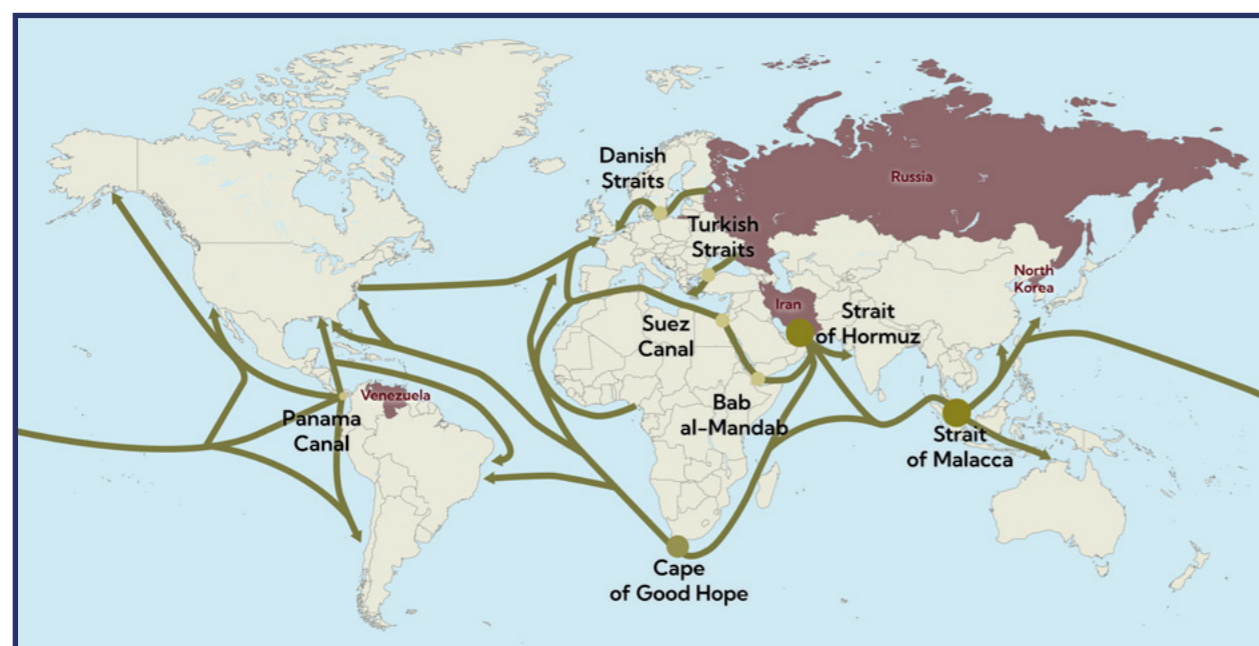 Danish
Straits
Russia
Turkish
Straits
North
Korea
Iran
Strait
of Hormuz
Suez
Canal
Venezuela
Bab
al-Mandab
Panama
Canal
Strait
of Malacca
Cape
of Good Hope